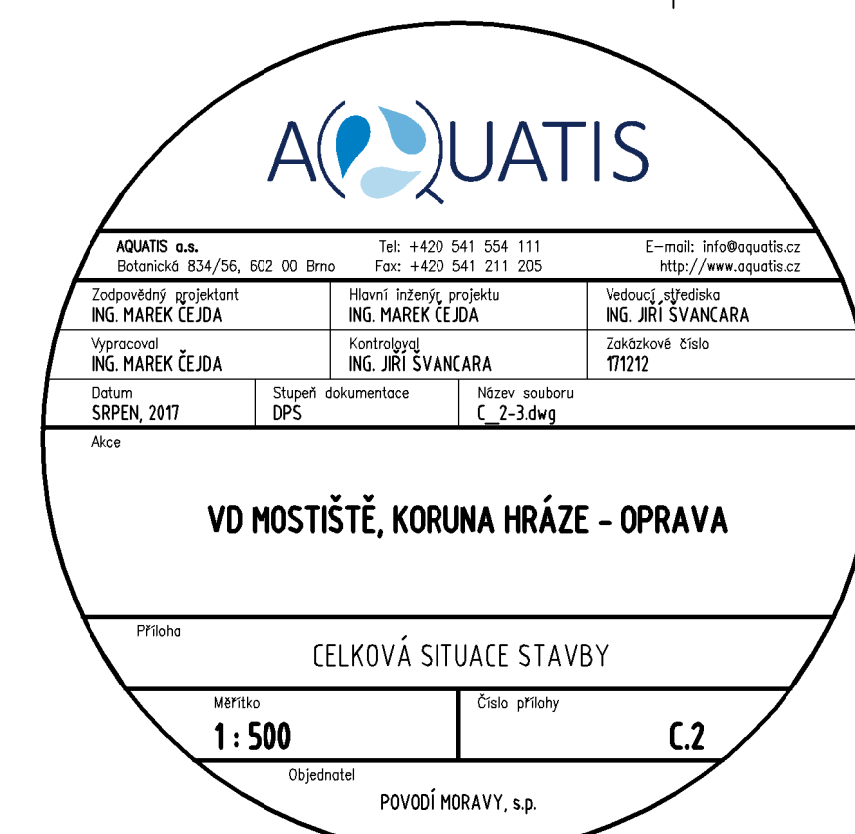 AQUATIS
AQUATIS a.s. Tel: +420 541 554 111 E-mail: info@aquatis.cz
Botanická 834/56, 602 00 Brno Fax: +420 541 211 205 http://www.aquatis.cz
Zodpovědný projektant Hlavní inženýr projektu Vedoucí střediska
ING. MAREK ČEJDA ING. MAREK ČEJDA ING. JIŘÍ ŠVANCARA
Vypracoval Kontroloval Zakázkové číslo
ING. MAREK ČEJDA ING. JIŘÍ ŠVANCARA 171212
Datum Stupeň dokumentace Název souboru
SRPEN, 2017 DPS C_2-3.dwg
Akce
VD MOSTIŠTĚ, KORUNA HRÁZE - OPRAVA
Příloha
CELKOVÁ SITUACE STAVBY
Měřítko Číslo přílohy
1 : 500 C.2
Objednatel
POVODÍ MORAVY, s.p.